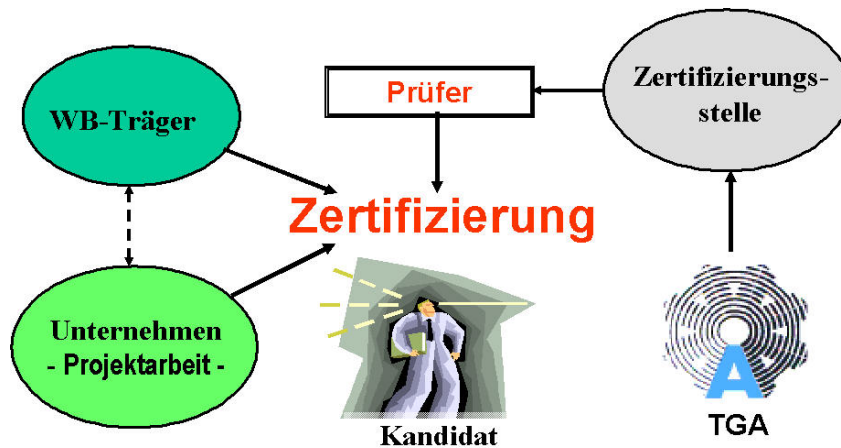 WB-Träger
Prüfer
Zertifizierungs-
stelle
Zertifizierung
Unternehmen
- Projektarbeit -
Kandidat
A
TGA